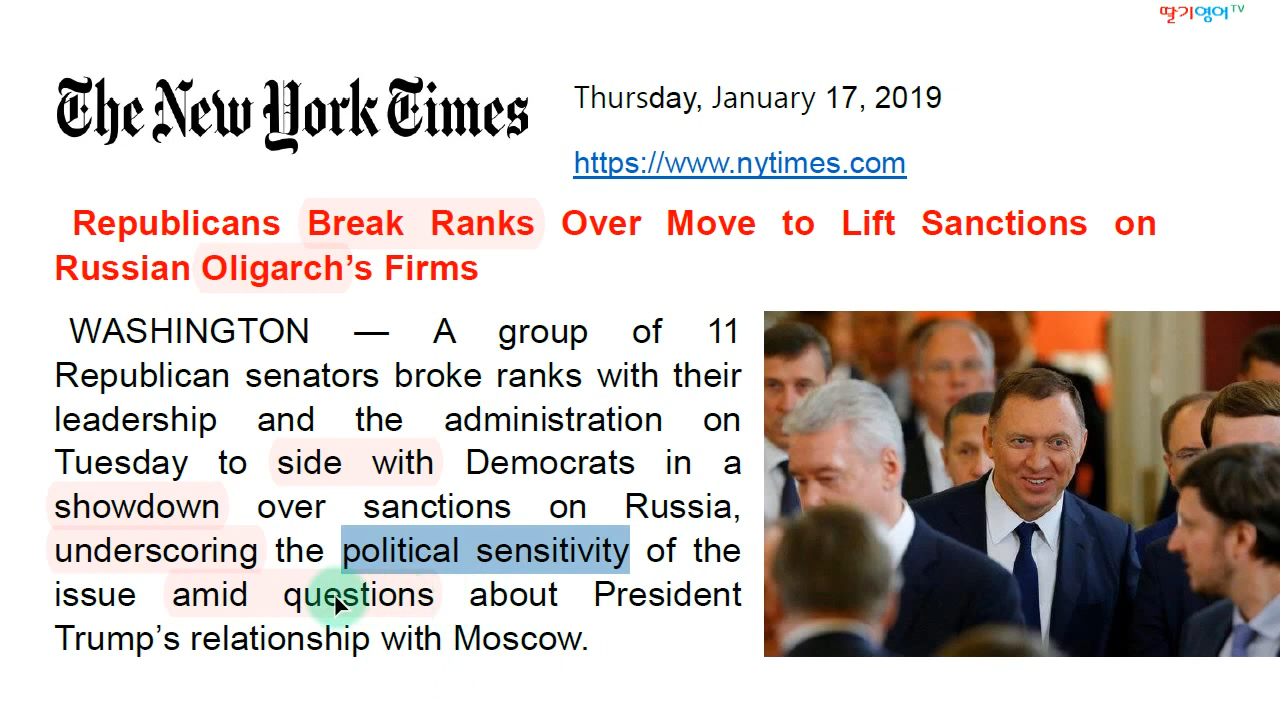 딸기영어TV
The New York Times
Thursday, January 17, 2019
https://www.nytimes.com
Republicans Break Ranks Over Move to Lift Sanctions on
Russian Oligarch's Firms
WASHINGTON — A group of 11
Republican senators broke ranks with their
leadership and the administration on
Tuesday to side with Democrats in a
showdown over sanctions on Russia,
underscoring the political sensitivity of the
issue amid questions about President
Trump's relationship with Moscow.